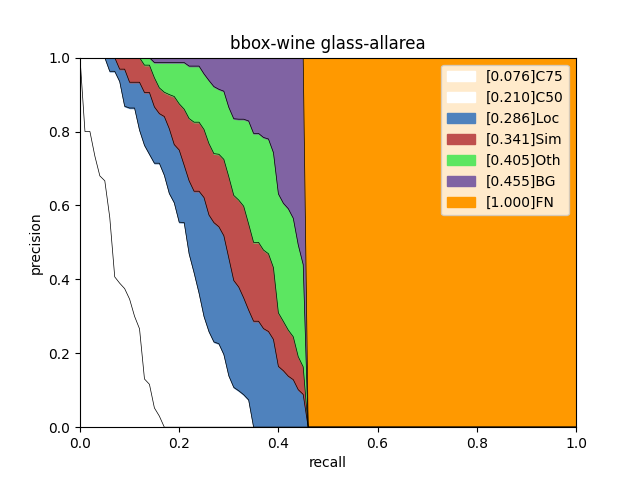 bbox-wine glass-allarea
1.0
0.8
0.6
0.4
0.2
0.0
precision
[0.076]C75
[0.210]C50
[0.286]Loc
[0.341]Sim
[0.405]Oth
[0.455]BG
[1.000]FN
0.0 0.2 0.4 0.6 0.8 1.0
recall